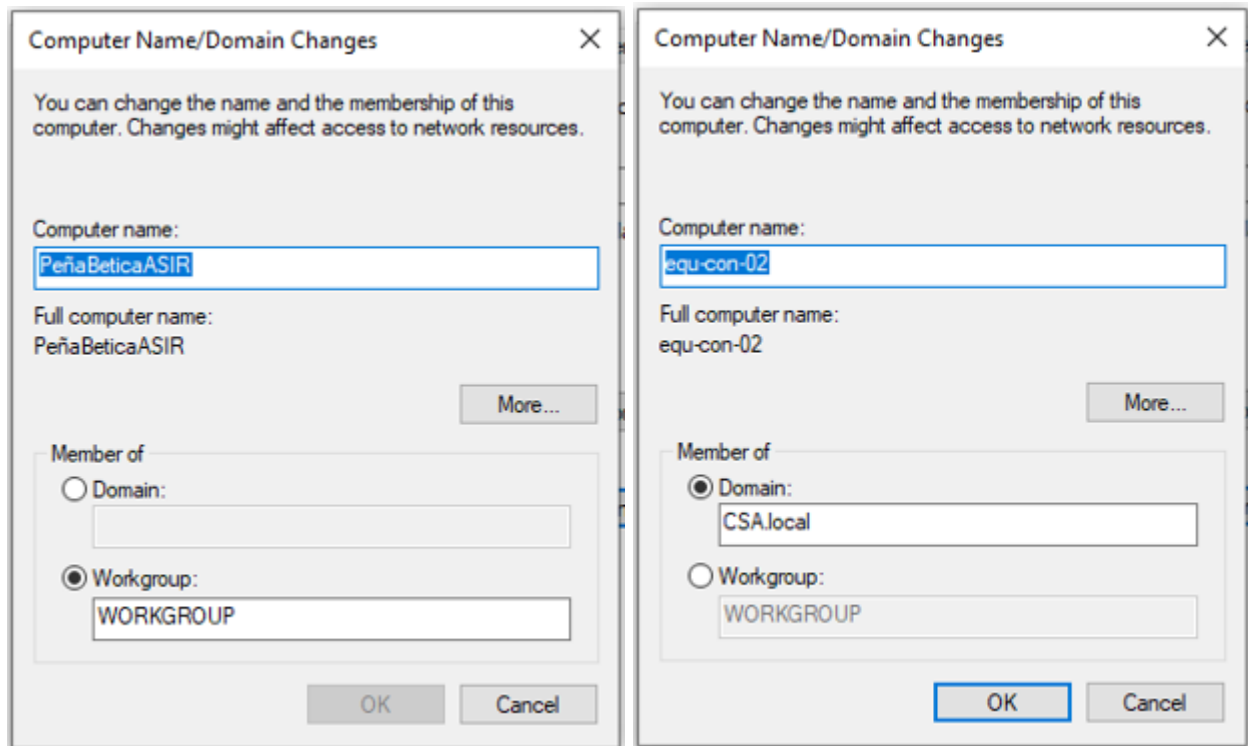 Computer Name/Domain Changes
You can change the name and the membership of this
computer. Changes might affect access to network resources.
Computer name:
PeñaBeticaASIR
Full computer name:
PeñaBeticaASIR
More...
Member of
Domain:
Workgroup:
WORKGROUP
OK
Cancel
Computer Name/Domain Changes
You can change the name and the membership of this
computer. Changes might affect access to network resources.
Computer name:
equ-con-02
Full computer name:
equ-con-02
More...
Member of
Domain:
CSA.local
Workgroup:
WORKGROUP
OK
Cancel